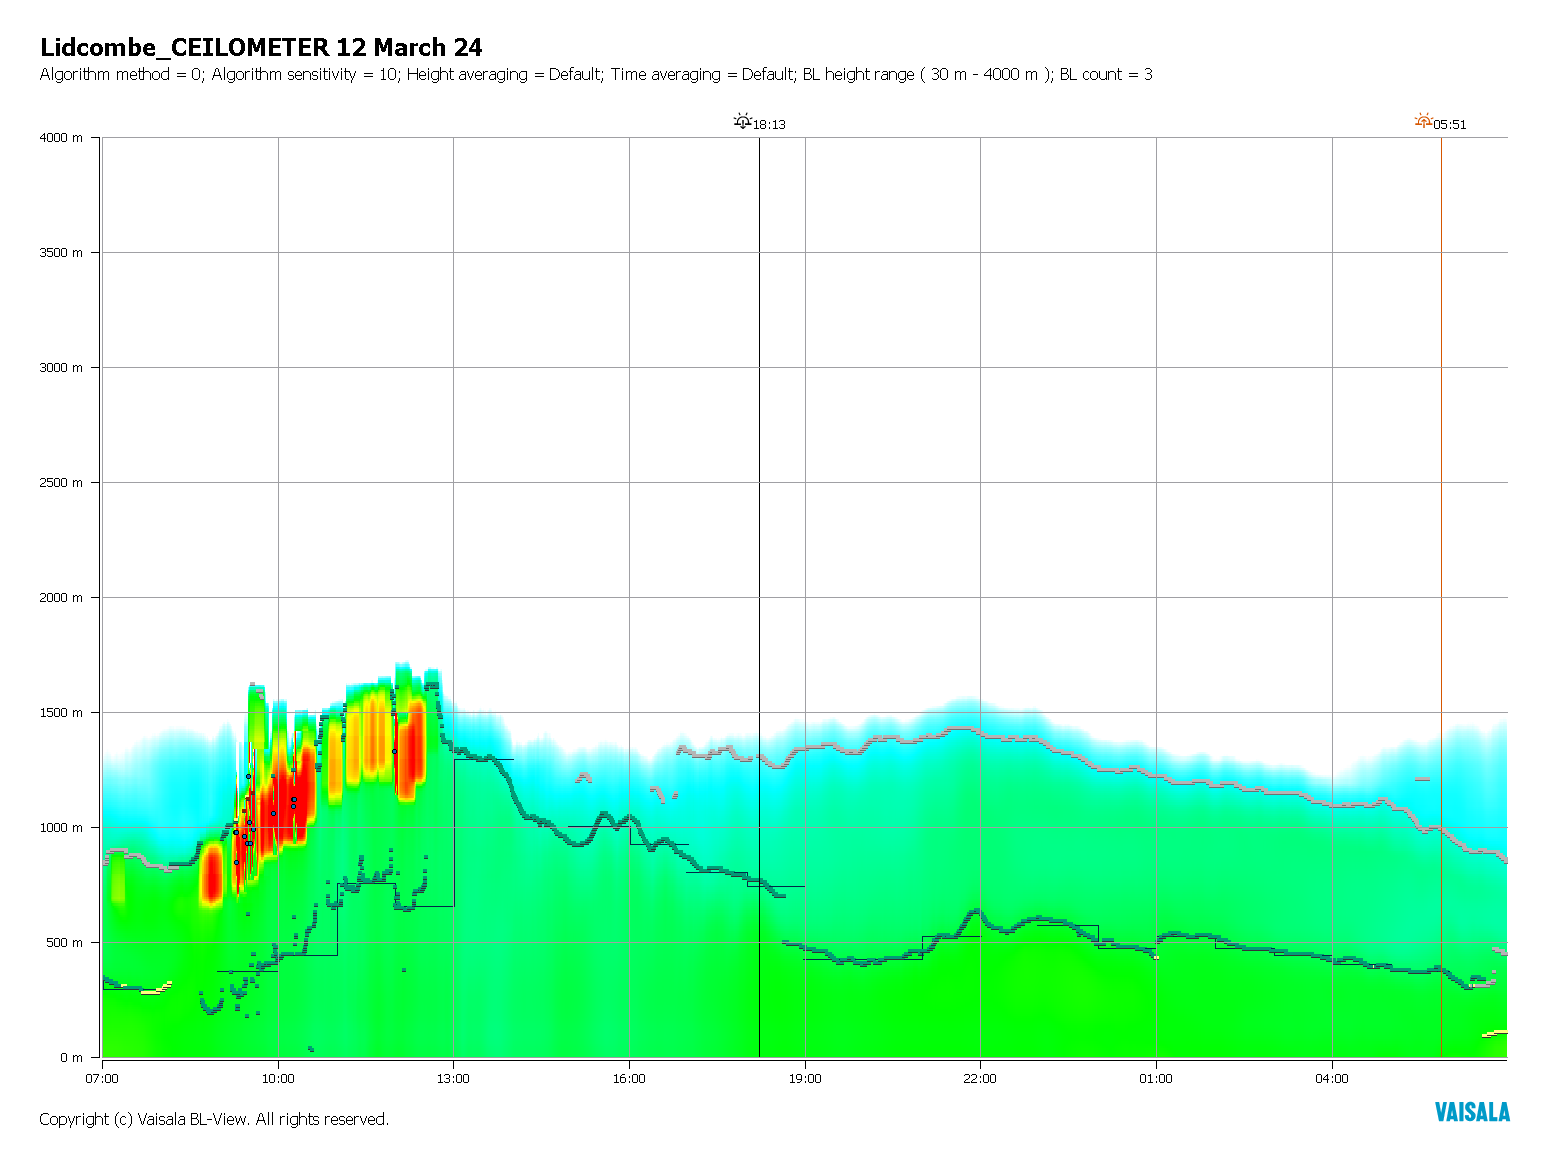 Lidcombe_CEILOMETER 12 March 24
Algorithm method = 0; Algorithm sensitivity = 10; Height averaging = Default; Time averaging = Default; BL height range ( 30 m - 4000 m ); BL count = 3
18:13
05:51
4000 m
3500 m
3000 m
2500 m
2000 m
1500 m
1000 m
500 m
0 m
07:00
10:00
13:00
16:00
19:00
22:00
01:00
04:00
Copyright (c) Vaisala BL-View. All rights reserved.
VAISALA